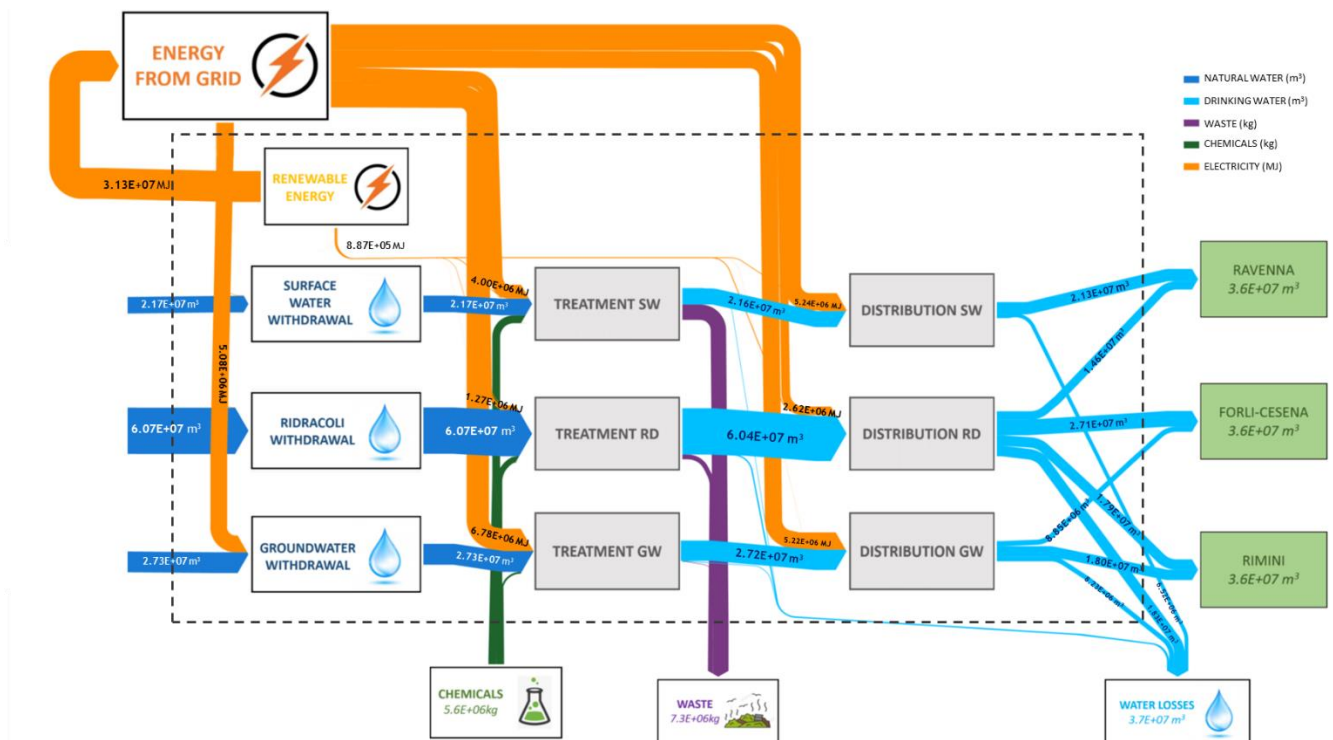 ENERGY
FROM GRID
NATURAL WATER (m³)
DRINKING WATER (m³)
WASTE (kg)
CHEMICALS (kg)
ELECTRICITY (MJ)
3.13E+07 MJ
RENEWABLE
ENERGY
8.87E+05 MJ
2.17E+07 m³
SURFACE
WATER
WITHDRAWAL
2.17E+07 m³
4.00E+06 MJ
TREATMENT SW
2.16E+07 m³
5.24E+06 MJ
DISTRIBUTION SW
2.13E+07 m³
RAVENNA
3.6E+07 m³
5.08E+06 MJ
1.46E+07 m³
6.07E+07 m³
RIDRACOLI
WITHDRAWAL
6.07E+07 m³
1.27E+06 MJ
TREATMENT RD
6.04E+07 m³
2.62E+06 MJ
DISTRIBUTION RD
2.71E+07 m³
FORLI-CESENA
3.6E+07 m³
1.79E+07 m³
8.85E+06 m³
2.73E+07 m³
GROUNDWATER
WITHDRAWAL
2.73E+07 m³
6.78E+06 MJ
TREATMENT GW
2.72E+07 m³
5.22E+06 MJ
DISTRIBUTION GW
1.80E+07 m³
RIMINI
3.6E+07 m³
CHEMICALS
5.6E+06kg
WASTE
7.3E+06kg
WATER LOSSES
3.7E+07 m³